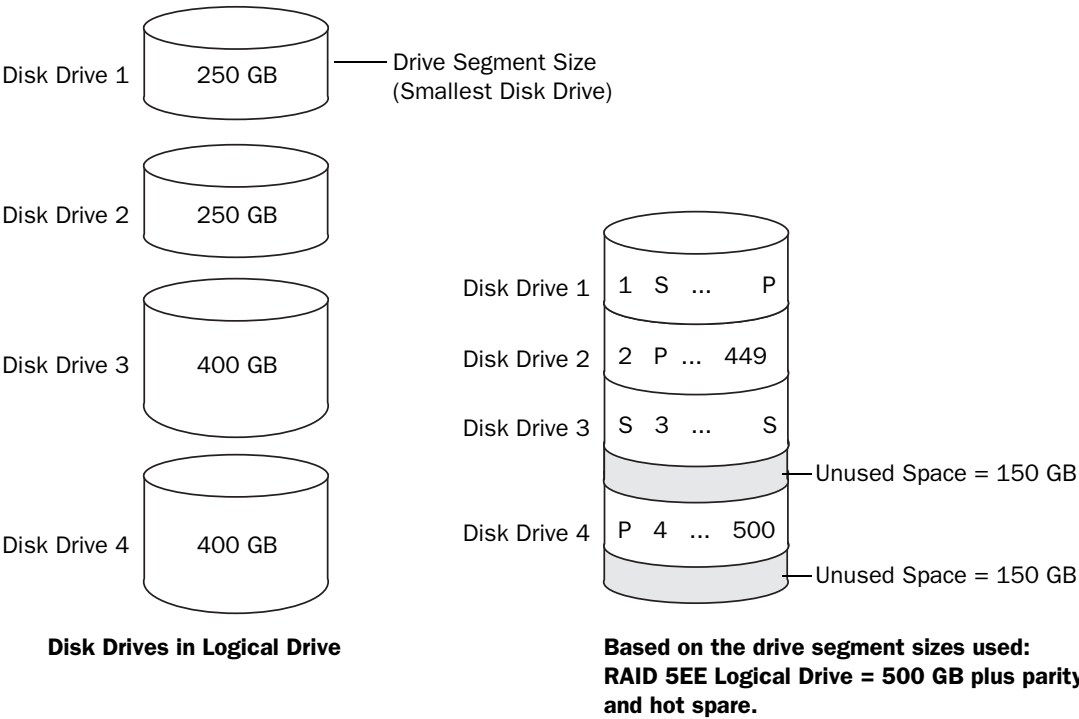 Disk Drive 1
250 GB
Drive Segment Size
(Smallest Disk Drive)
Disk Drive 2
250 GB
Disk Drive 3
400 GB
Disk Drive 4
400 GB
Disk Drives in Logical Drive
Disk Drive 1
1 S ... P
Disk Drive 2
2 P ... 449
Disk Drive 3
S 3 ... S
Unused Space = 150 GB
Disk Drive 4
P 4 ... 500
Unused Space = 150 GB
Based on the drive segment sizes used:
RAID 5EE Logical Drive = 500 GB plus parity
and hot spare.